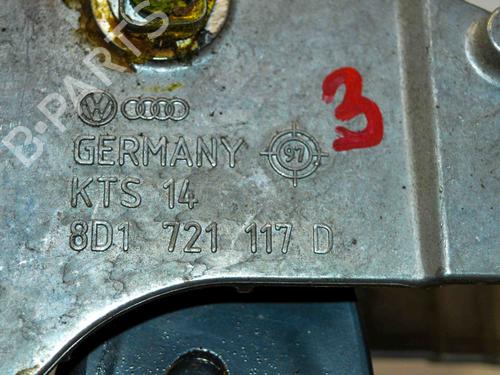 B-PARTS
3
GERMANY 97
KTS 14
8D1 721 117 D